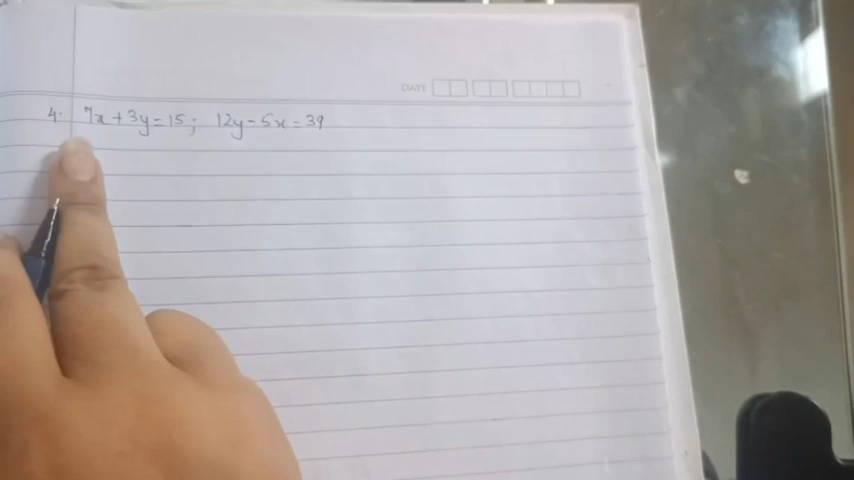 DATE
4. 7x + 3y = 15 ; 12y - 5x = 39